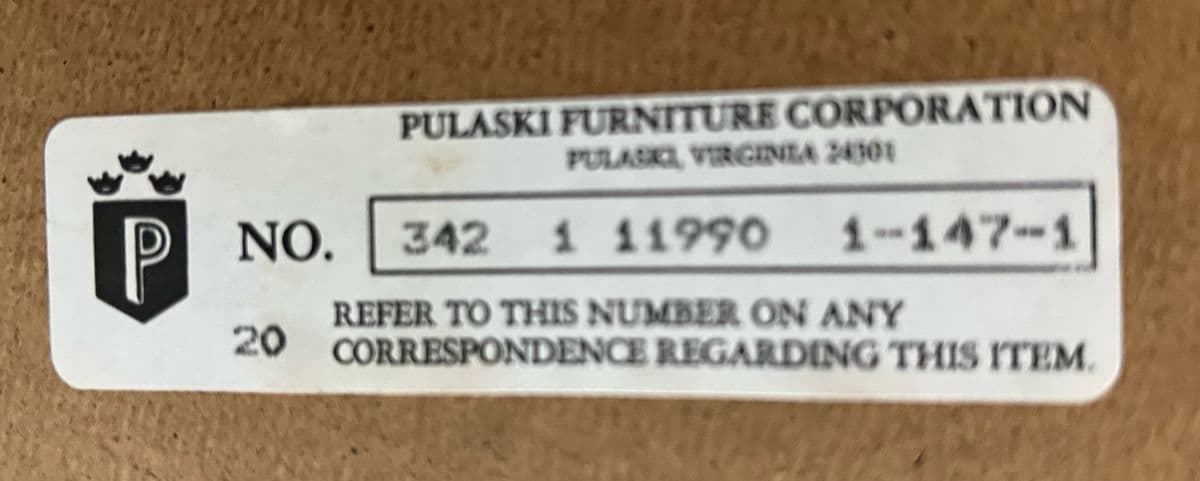 PULASKI FURNITURE CORPORATION
PULASKI, VIRGINIA 24301
P
NO. 342 1 11990 1--147--1
REFER TO THIS NUMBER ON ANY
20 CORRESPONDENCE REGARDING THIS ITEM.